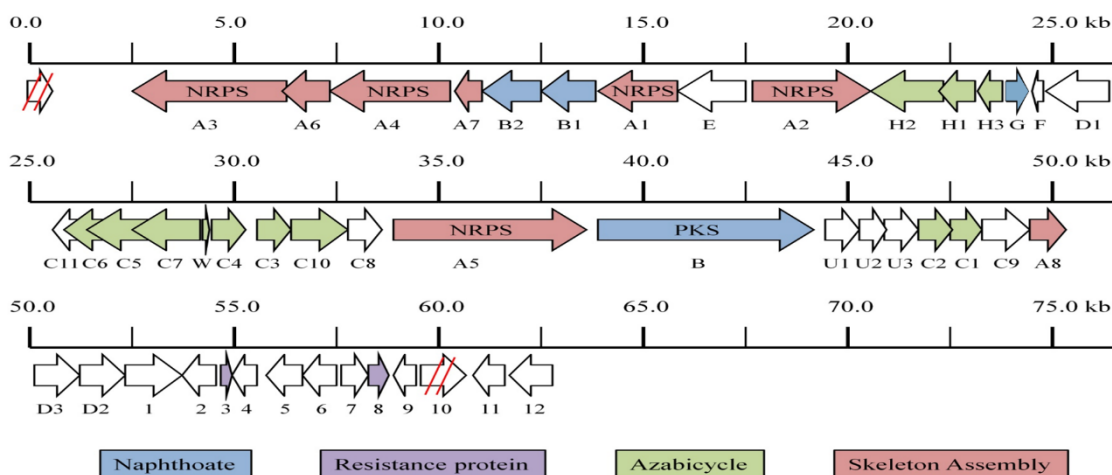 0.0 5.0 10.0 15.0 20.0 25.0 kb
NRPS NRPS NRPS NRPS
A3 A6 A4 A7 B2 B1 A1 E A2 H2 H1 H3 G F D1
25.0 30.0 35.0 40.0 45.0 50.0 kb
NRPS PKS
C11 C6 C5 C7 W C4 C3 C10 C8 A5 B U1 U2 U3 C2 C1 C9 A8
50.0 55.0 60.0 65.0 70.0 75.0 kb
D3 D2 1 2 3 4 5 6 7 8 9 10 11 12
Naphthoate Resistance protein Azabicycle Skeleton Assembly